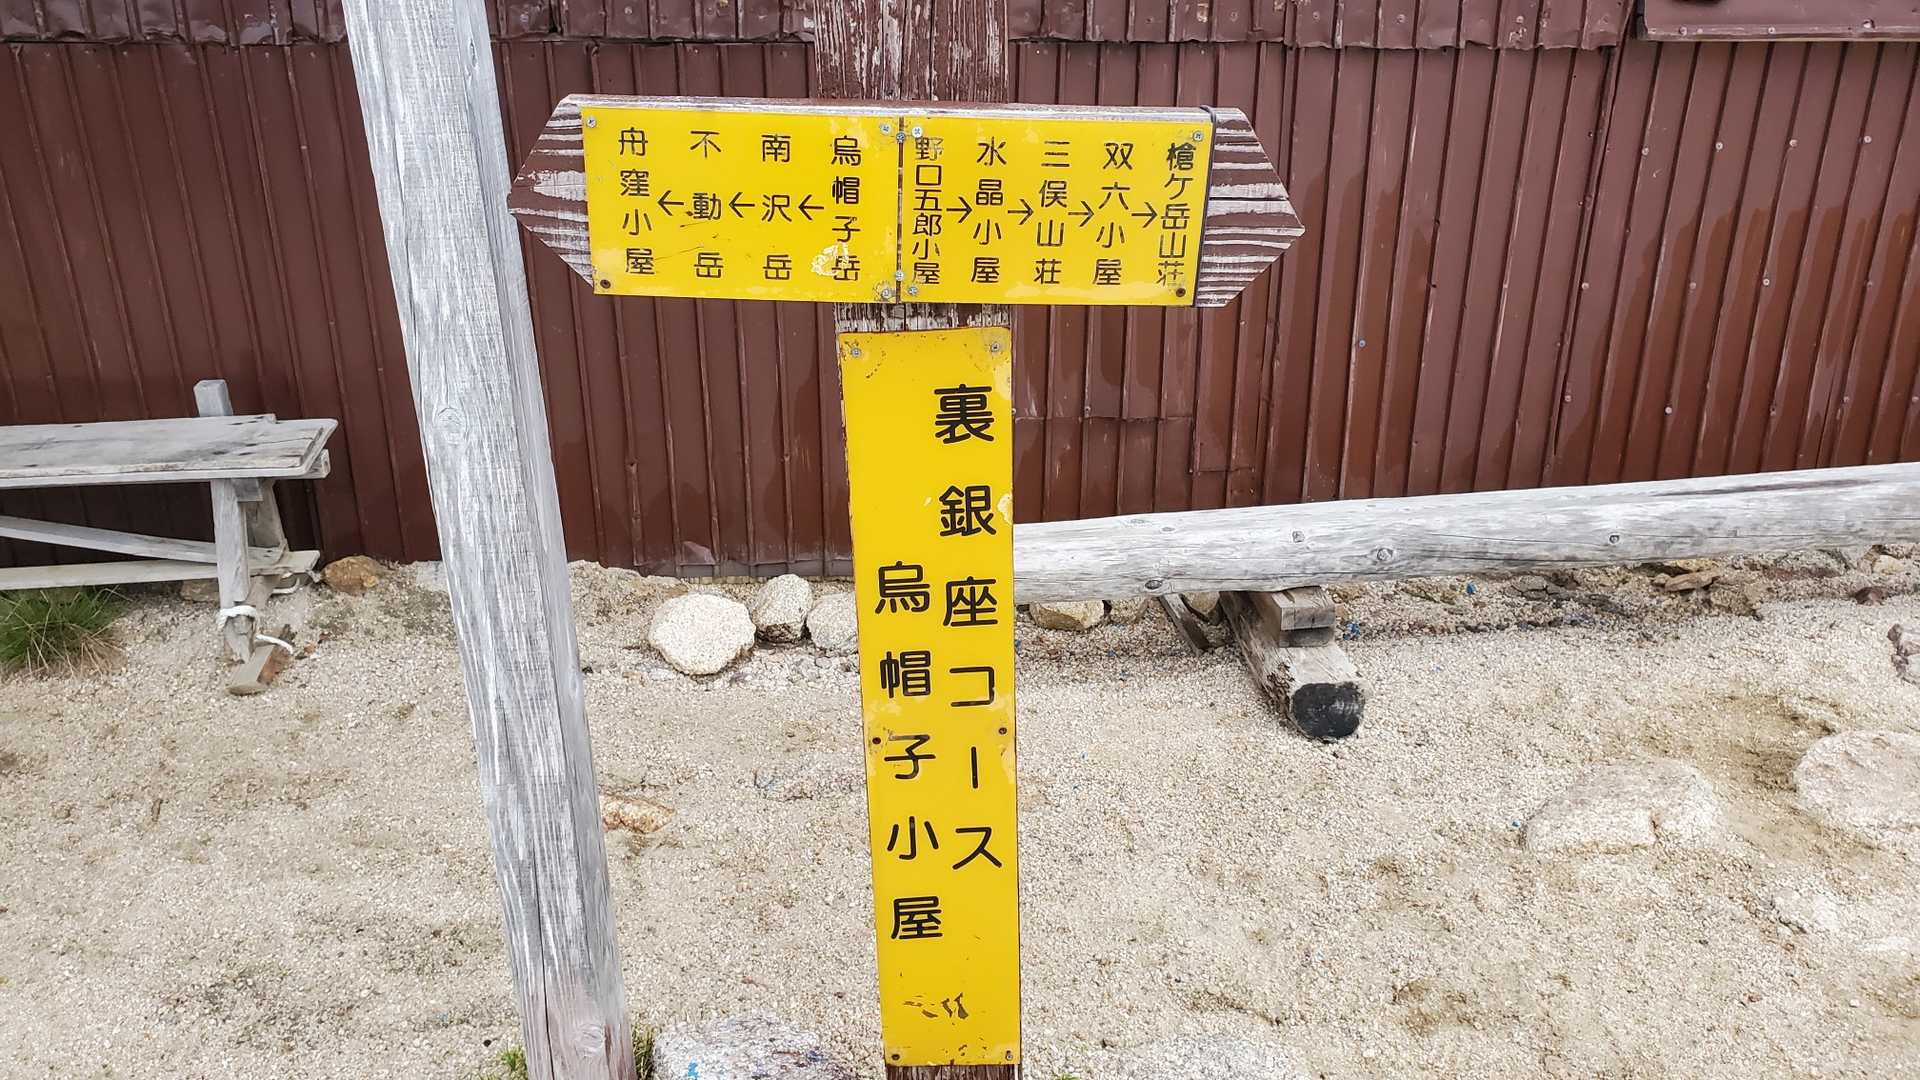 舟窪小屋←不動岳←南沢岳←烏帽子岳
野口五郎小屋→水晶小屋→三俣山荘→双六小屋→槍ケ岳山荘
裏銀座コース
烏帽子小屋